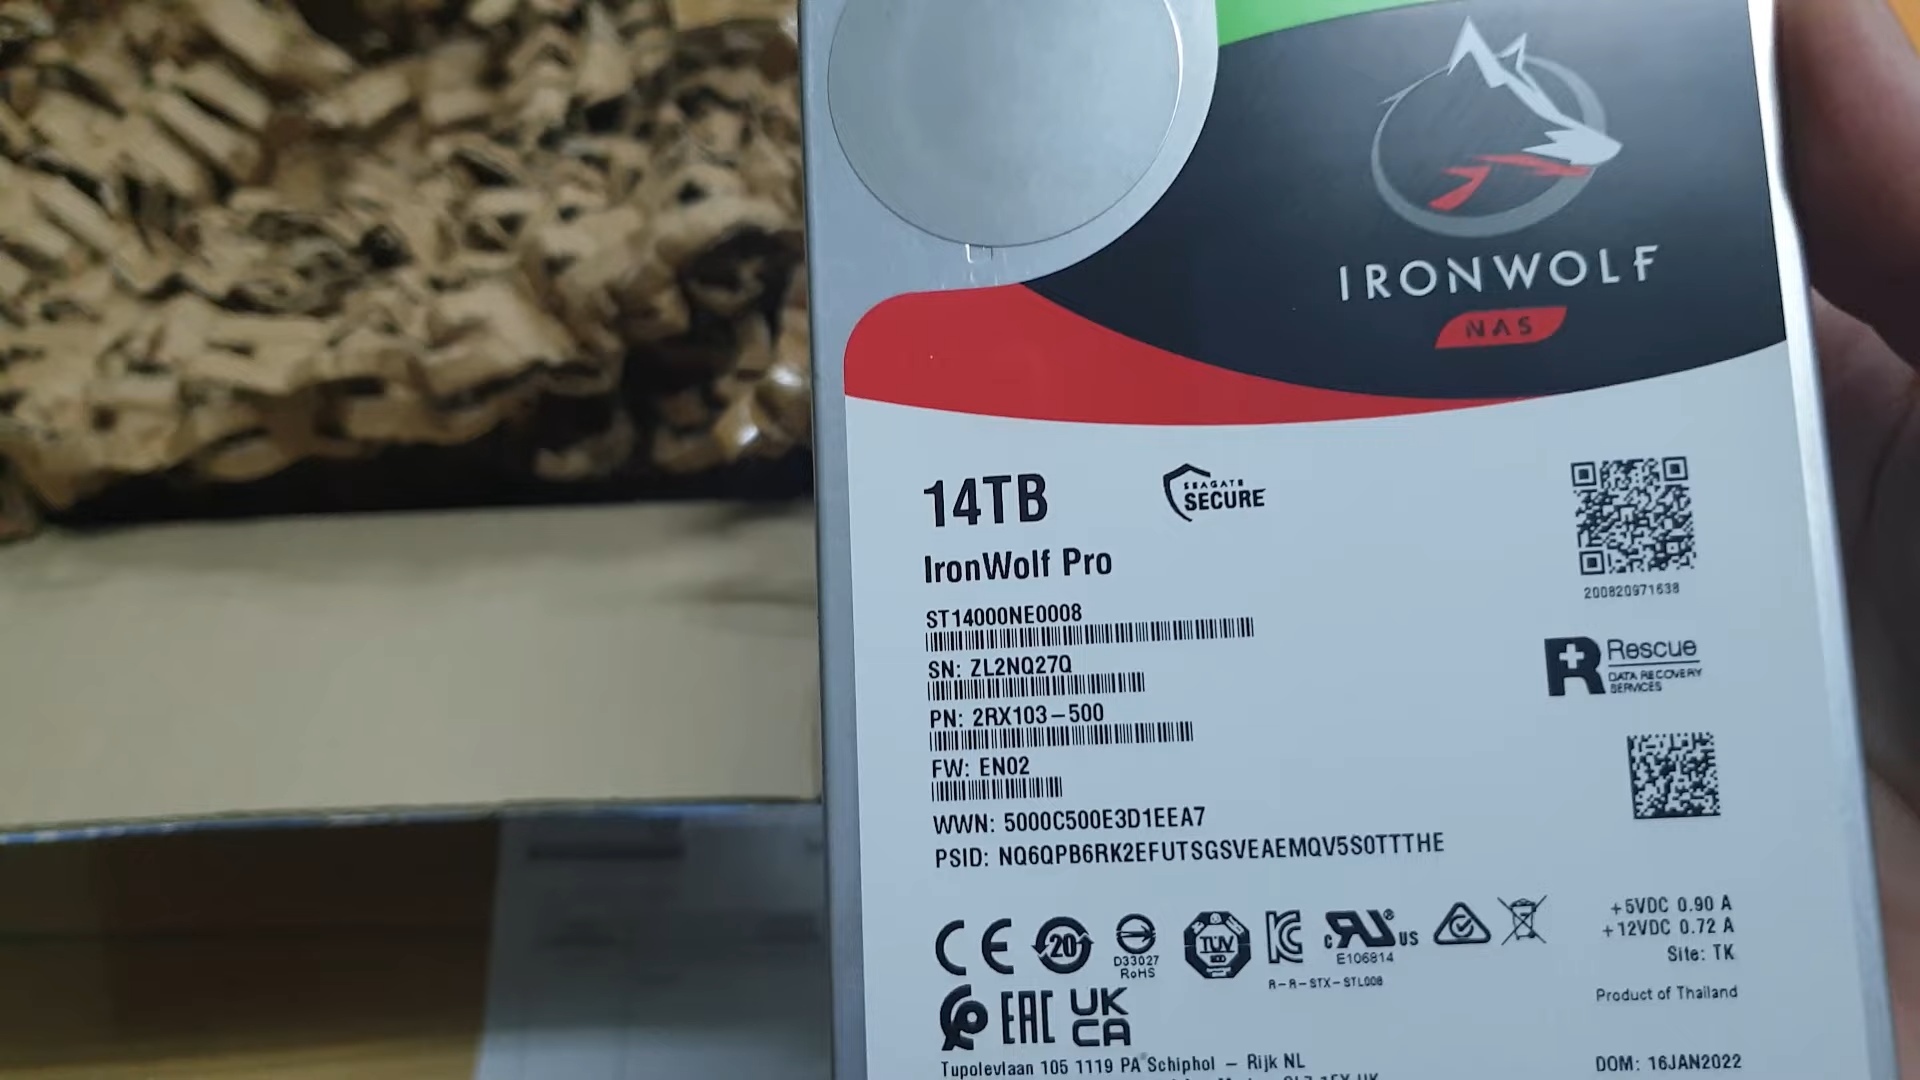 IRONWOLF
NAS
14TB
SEAGATE
SECURE
IronWolf Pro
200820971638
ST14000NE0008
SN: ZL2NQ27Q
Rescue
DATA RECOVERY
SERVICES
PN: 2RX103-500
FW: EN02
WWN: 5000C500E3D1EEA7
PSID: NQ6QPB6RK2EFUTSGSVEAEMQV5S0TTTHE
+5VDC 0.90 A
+12VDC 0.72 A
Site: TK
CE
20
D33027
RoHS
TÜV
c RU US
E106814
R-R-STX-STL008
Product of Thailand
EAC
UK
CA
Tupolevlaan 105 1119 PA Schiphol – Rijk NL
DOM: 16JAN2022